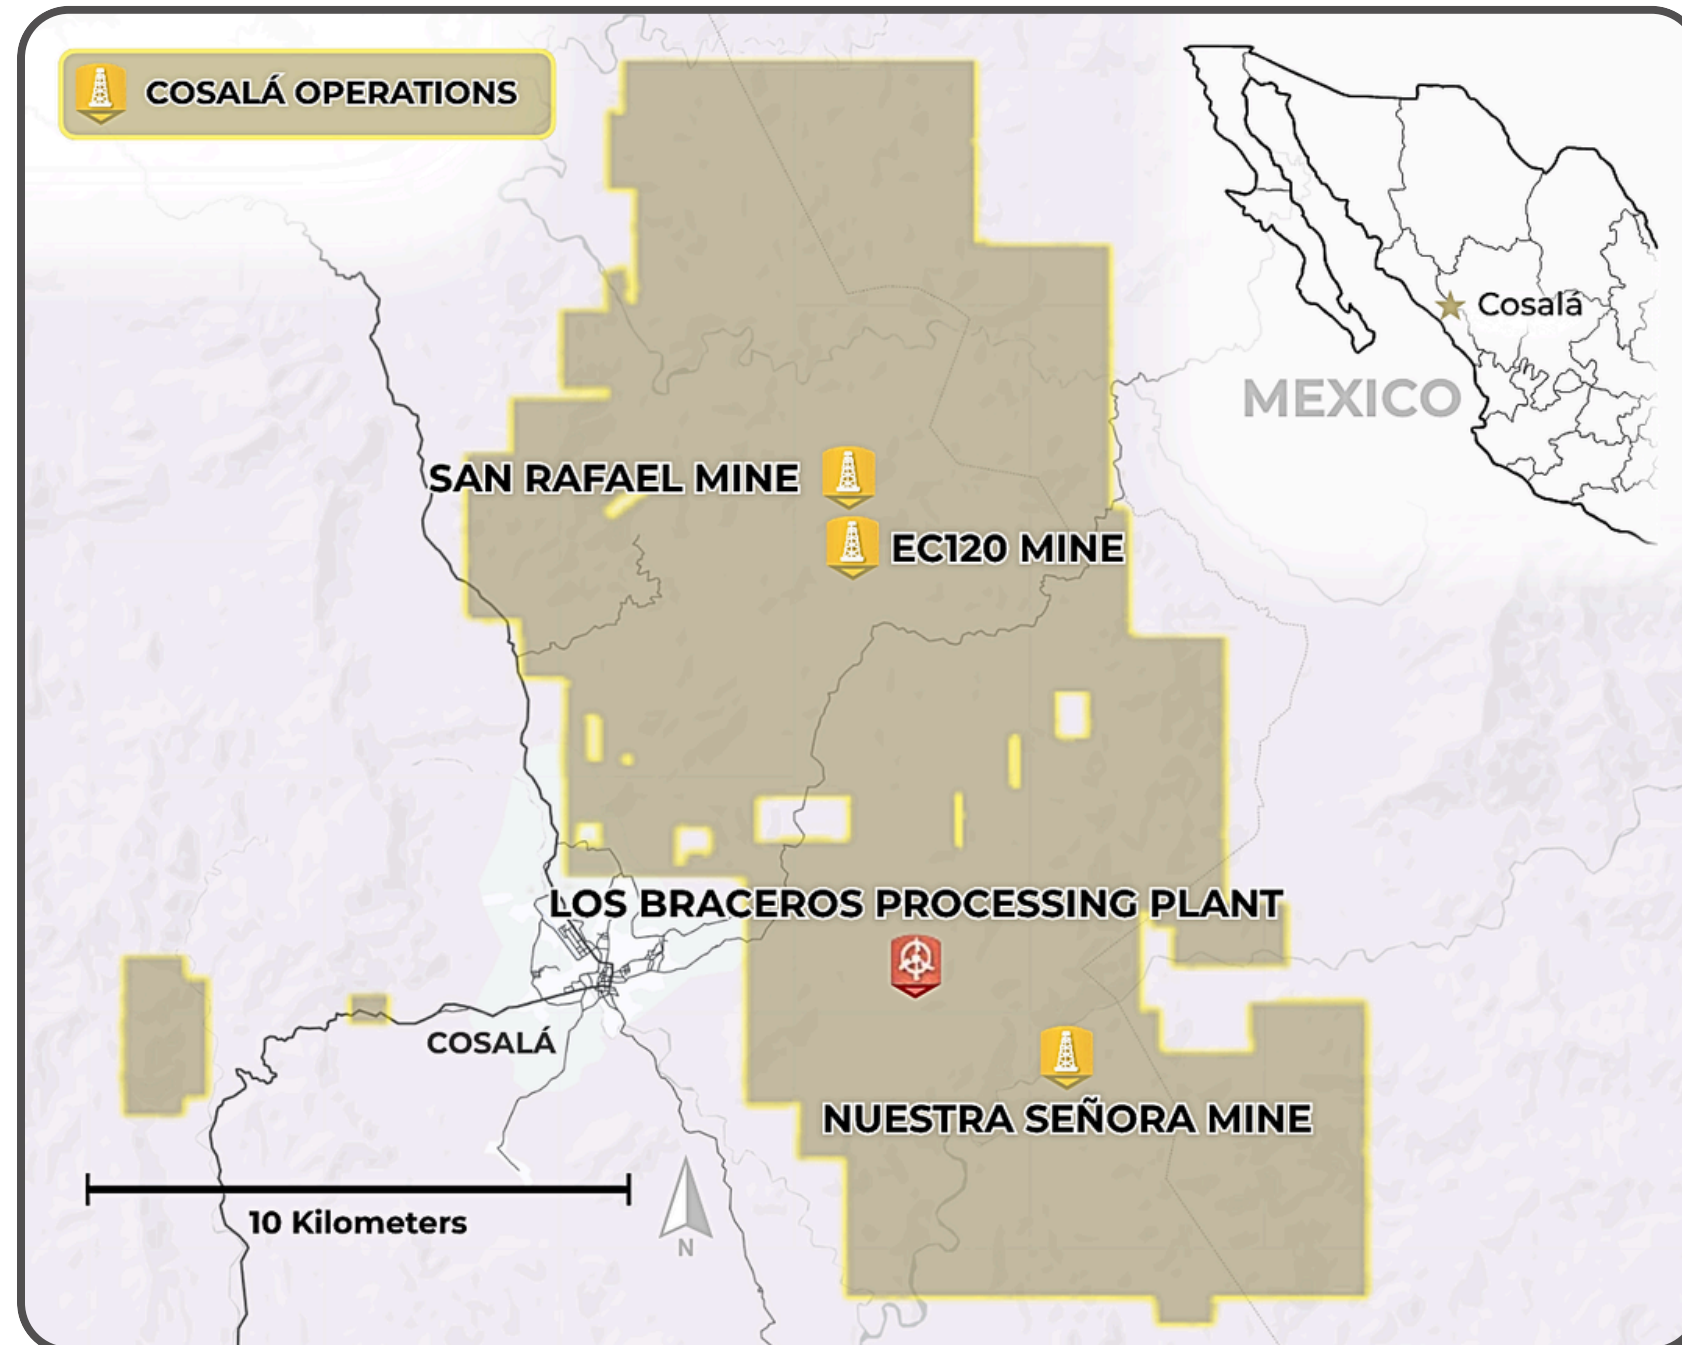 COSALÁ OPERATIONS
Cosalá
MEXICO
SAN RAFAEL MINE
EC120 MINE
LOS BRACEROS PROCESSING PLANT
COSALÁ
NUESTRA SEÑORA MINE
10 Kilometers
N